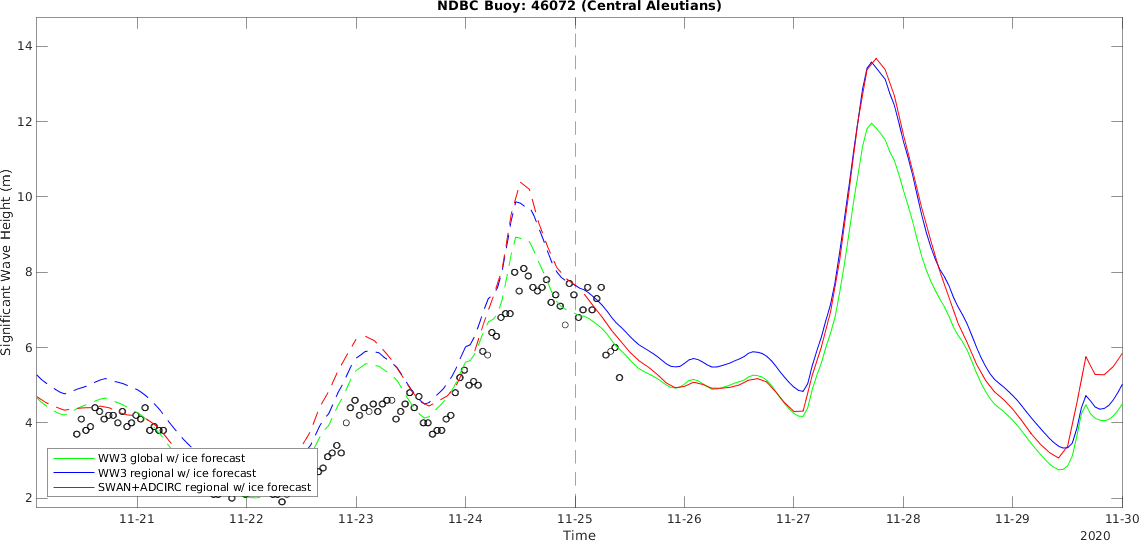 NDBC Buoy: 46072 (Central Aleutians)
14
12
10
8
6
4
2
Significant Wave Height (m)
WW3 global w/ ice forecast
WW3 regional w/ ice forecast
SWAN+ADCIRC regional w/ ice forecast
11-21 11-22 11-23 11-24 11-25 11-26 11-27 11-28 11-29 11-30
Time
2020